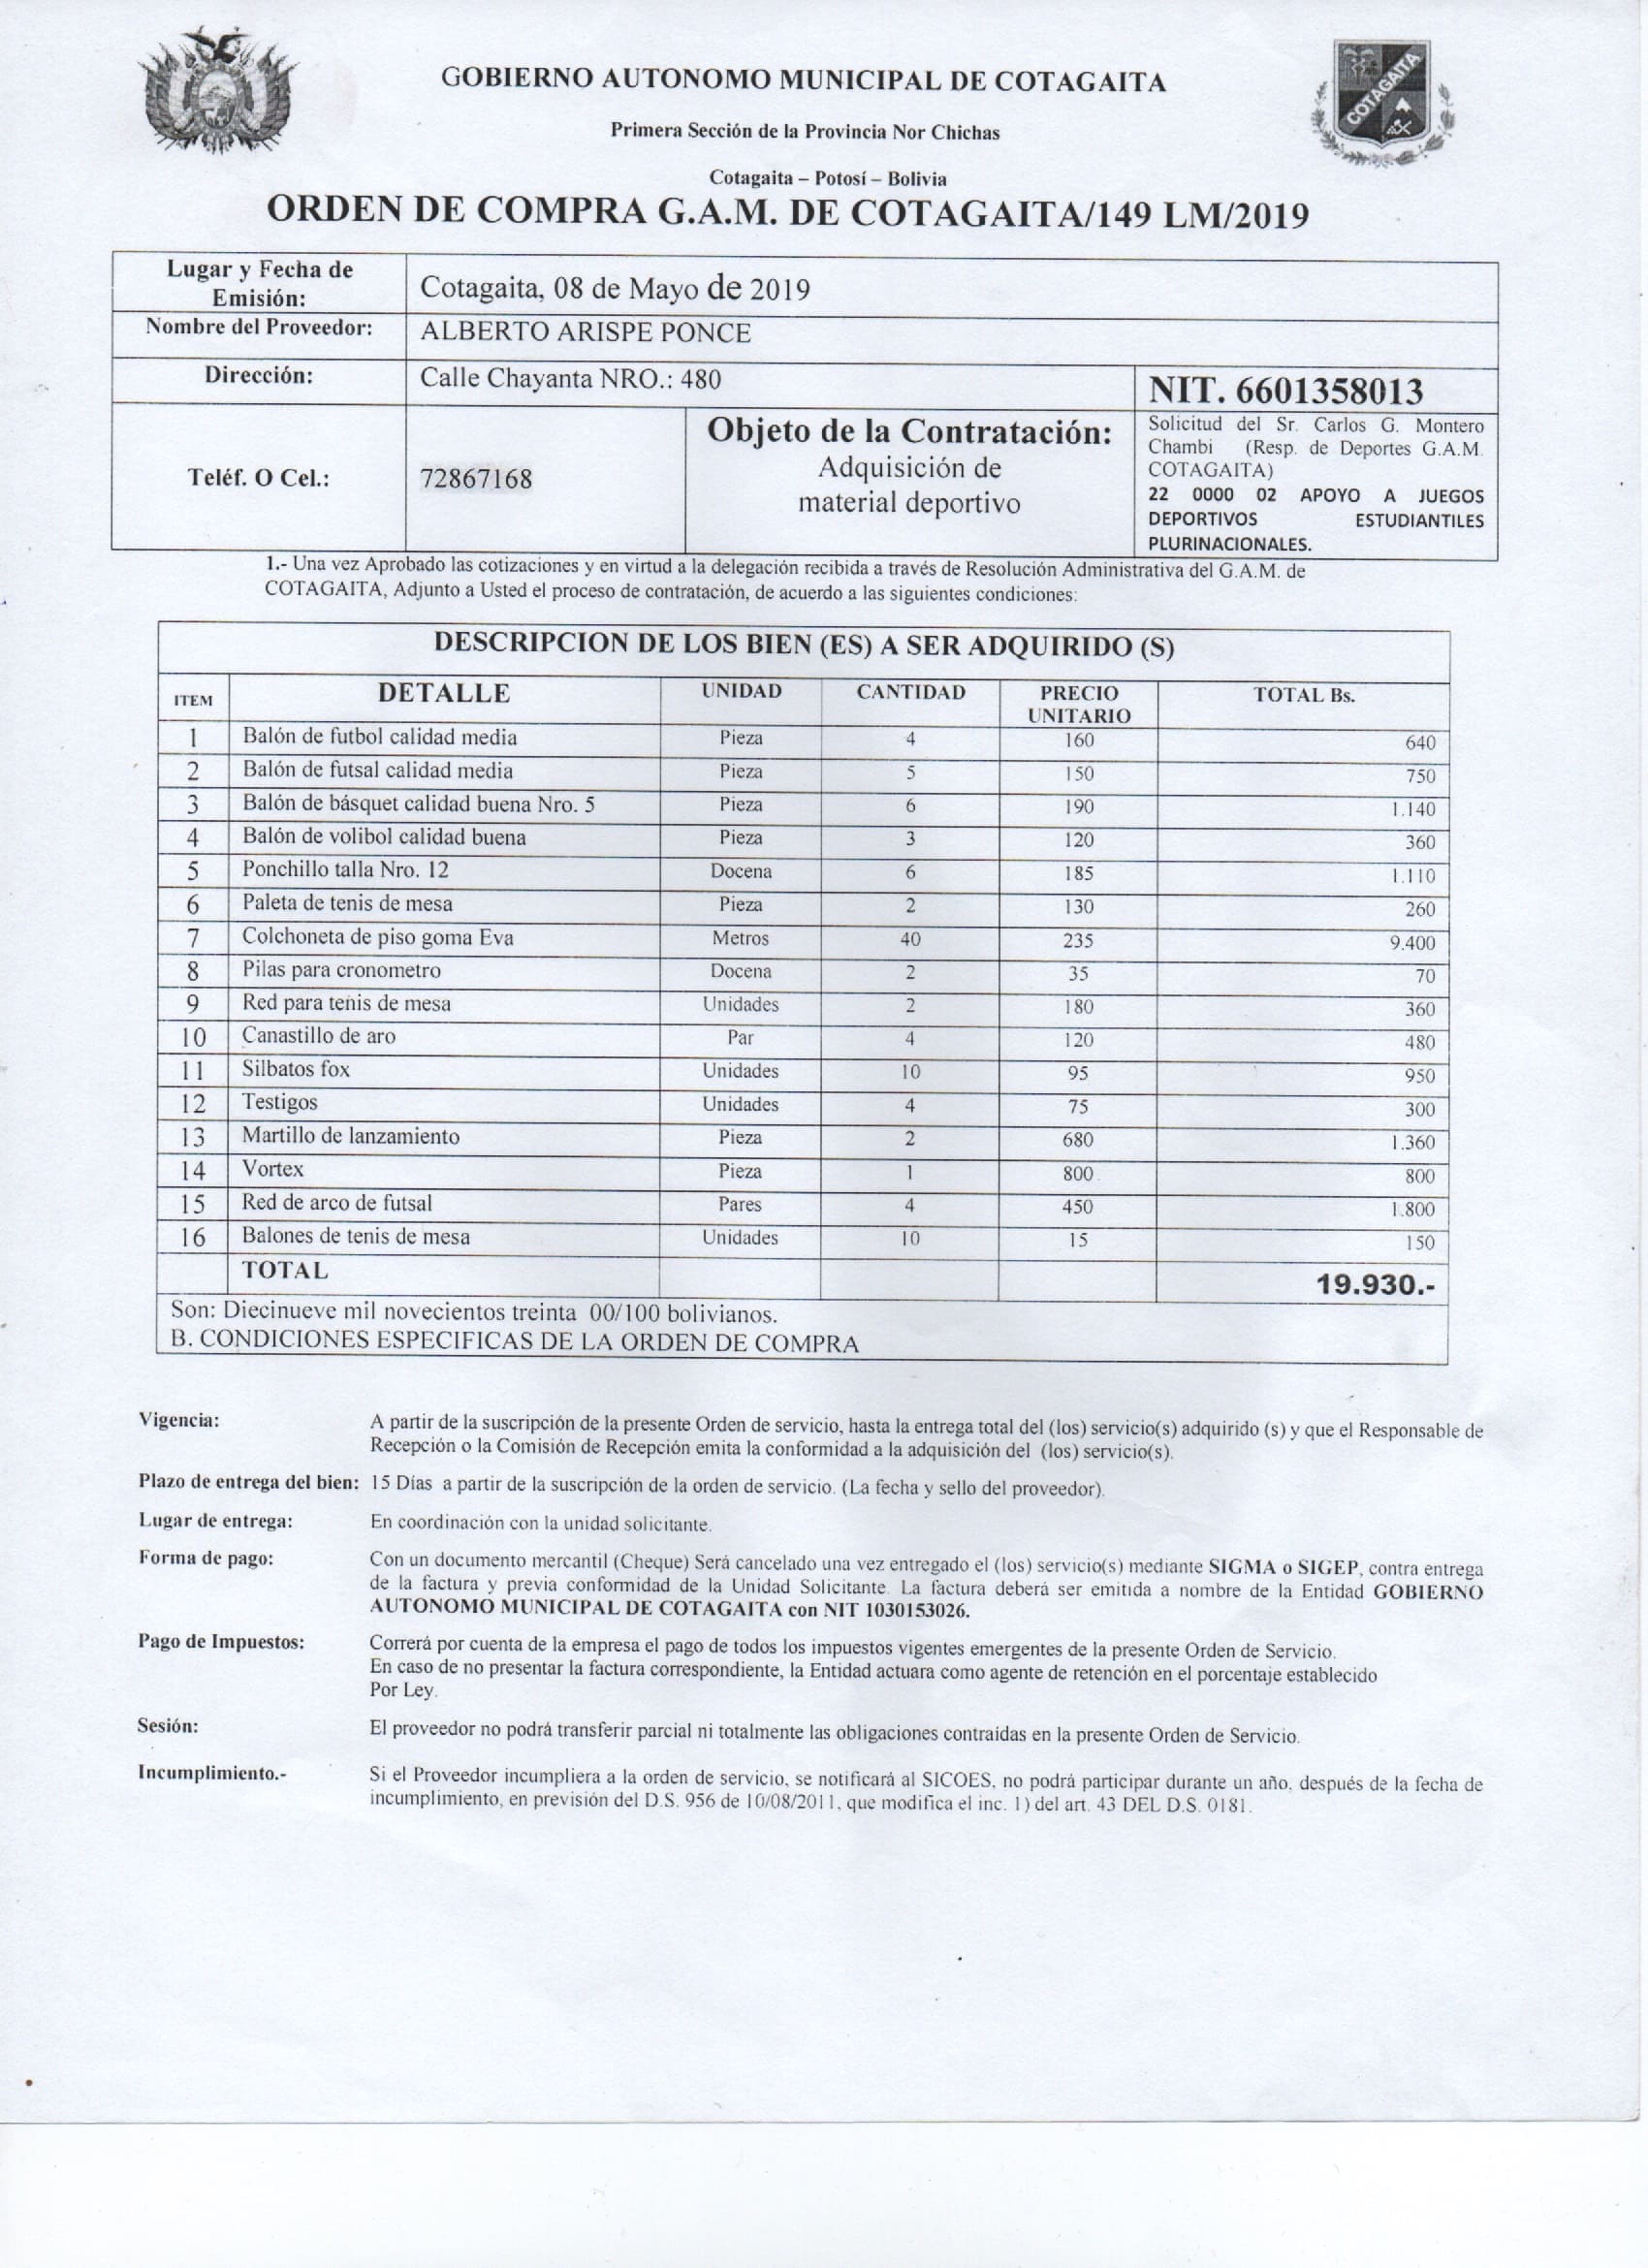 GOBIERNO AUTONOMO MUNICIPAL DE COTAGAITA
COTAGAITA
Primera Sección de la Provincia Nor Chichas
Cotagaita – Potosí – Bolivia
ORDEN DE COMPRA G.A.M. DE COTAGAITA/149 LM/2019
Lugar y Fecha de
Emisión:
Cotagaita, 08 de Mayo de 2019
Nombre del Proveedor:
ALBERTO ARISPE PONCE
Dirección:
Calle Chayanta NRO.: 480
NIT. 6601358013
Teléf. O Cel.:
72867168
Objeto de la Contratación:
Adquisición de
material deportivo
Solicitud del Sr. Carlos G. Montero
Chambi (Resp. de Deportes G.A.M.
COTAGAITA)
22 0000 02 APOYO A JUEGOS
DEPORTIVOS ESTUDIANTILES
PLURINACIONALES.
1.- Una vez Aprobado las cotizaciones y en virtud a la delegación recibida a través de Resolución Administrativa del G.A.M. de
COTAGAITA, Adjunto a Usted el proceso de contratación, de acuerdo a las siguientes condiciones:
DESCRIPCION DE LOS BIEN (ES) A SER ADQUIRIDO (S)
ITEM DETALLE UNIDAD CANTIDAD PRECIO UNITARIO TOTAL Bs.
1 Balón de futbol calidad media Pieza 4 160 640
2 Balón de futsal calidad media Pieza 5 150 750
3 Balón de básquet calidad buena Nro. 5 Pieza 6 190 1.140
4 Balón de volibol calidad buena Pieza 3 120 360
5 Ponchillo talla Nro. 12 Docena 6 185 1.110
6 Paleta de tenis de mesa Pieza 2 130 260
7 Colchoneta de piso goma Eva Metros 40 235 9.400
8 Pilas para cronometro Docena 2 35 70
9 Red para tenis de mesa Unidades 2 180 360
10 Canastillo de aro Par 4 120 480
11 Silbatos fox Unidades 10 95 950
12 Testigos Unidades 4 75 300
13 Martillo de lanzamiento Pieza 2 680 1.360
14 Vortex Pieza 1 800 800
15 Red de arco de futsal Pares 4 450 1.800
16 Balones de tenis de mesa Unidades 10 15 150
TOTAL 19.930.-
Son: Diecinueve mil novecientos treinta 00/100 bolivianos.
B. CONDICIONES ESPECIFICAS DE LA ORDEN DE COMPRA
Vigencia: A partir de la suscripción de la presente Orden de servicio, hasta la entrega total del (los) servicio(s) adquirido (s) y que el Responsable de
Recepción o la Comisión de Recepción emita la conformidad a la adquisición del (los) servicio(s).
Plazo de entrega del bien: 15 Días a partir de la suscripción de la orden de servicio. (La fecha y sello del proveedor).
Lugar de entrega: En coordinación con la unidad solicitante.
Forma de pago: Con un documento mercantil (Cheque) Será cancelado una vez entregado el (los) servicio(s) mediante SIGMA o SIGEP, contra entrega
de la factura y previa conformidad de la Unidad Solicitante. La factura deberá ser emitida a nombre de la Entidad GOBIERNO
AUTONOMO MUNICIPAL DE COTAGAITA con NIT 1030153026.
Pago de Impuestos: Correrá por cuenta de la empresa el pago de todos los impuestos vigentes emergentes de la presente Orden de Servicio.
En caso de no presentar la factura correspondiente, la Entidad actuara como agente de retención en el porcentaje establecido
Por Ley.
Sesión: El proveedor no podrá transferir parcial ni totalmente las obligaciones contraídas en la presente Orden de Servicio.
Incumplimiento.- Si el Proveedor incumpliera a la orden de servicio, se notificará al SICOES, no podrá participar durante un año, después de la fecha de
incumplimiento, en previsión del D.S. 956 de 10/08/2011, que modifica el inc. 1) del art. 43 DEL D.S. 0181.